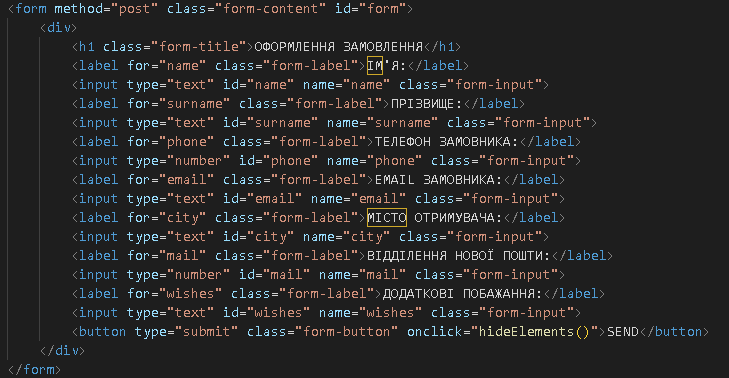 <form method="post" class="form-content" id="form">
<div>
<h1 class="form-title">ОФОРМЛЕННЯ ЗАМОВЛЕННЯ</h1>
<label for="name" class="form-label">ІМ'Я:</label>
<input type="text" id="name" name="name" class="form-input">
<label for="surname" class="form-label">ПРІЗВИЩЕ:</label>
<input type="text" id="surname" name="surname" class="form-input">
<label for="phone" class="form-label">ТЕЛЕФОН ЗАМОВНИКА:</label>
<input type="number" id="phone" name="phone" class="form-input">
<label for="email" class="form-label">EMAIL ЗАМОВНИКА:</label>
<input type="text" id="email" name="email" class="form-input">
<label for="city" class="form-label">МІСТО ОТРИМУВАЧА:</label>
<input type="text" id="city" name="city" class="form-input">
<label for="mail" class="form-label">ВІДДІЛЕННЯ НОВОЇ ПОШТИ:</label>
<input type="number" id="mail" name="mail" class="form-input">
<label for="wishes" class="form-label">ДОДАТКОВІ ПОБАЖАННЯ:</label>
<input type="text" id="wishes" name="wishes" class="form-input">
<button type="submit" class="form-button" onclick="hideElements()">SEND</button>
</div>
</form>